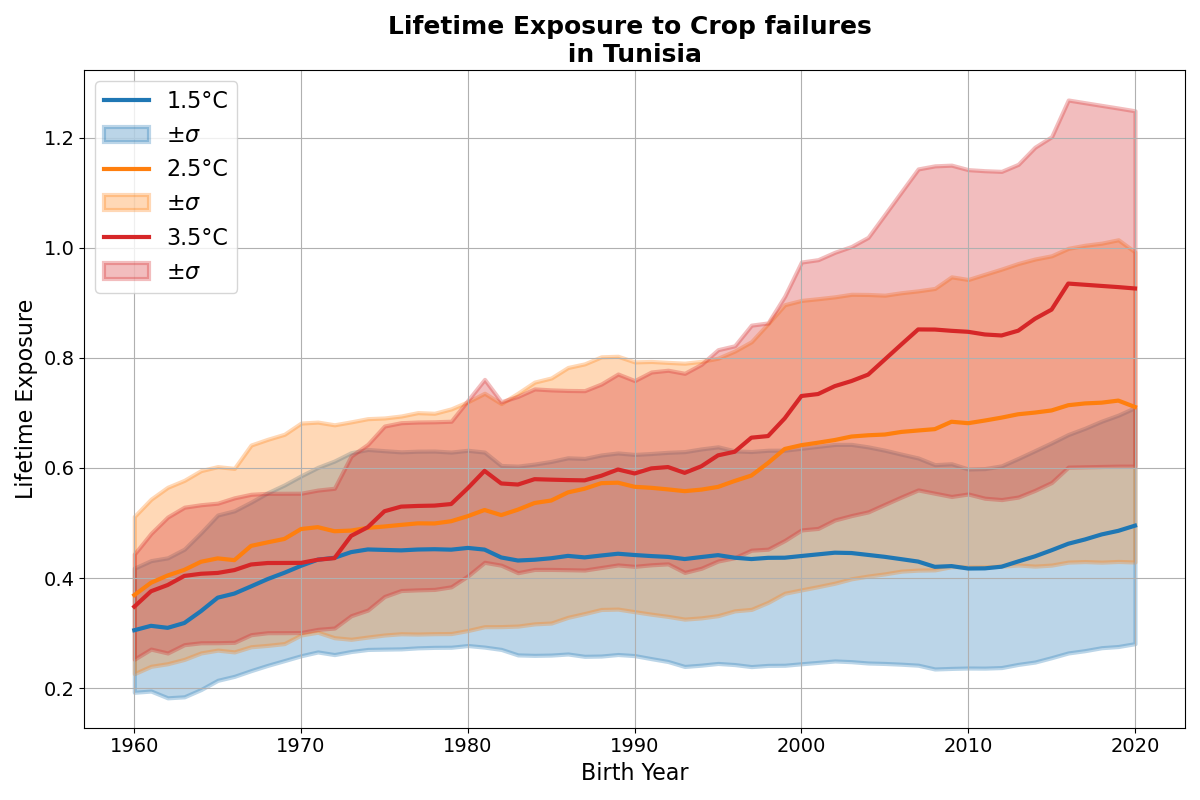 Lifetime Exposure to Crop failures
in Tunisia
1.5°C
±σ
2.5°C
±σ
3.5°C
±σ
Lifetime Exposure
1.2
1.0
0.8
0.6
0.4
0.2
1960 1970 1980 1990 2000 2010 2020
Birth Year